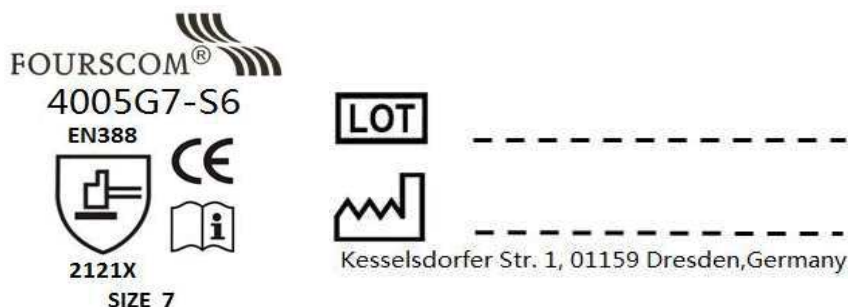 FOURSCOM®
4005G7-S6
EN388
CE
i
2121X
SIZE 7
LOT
Kesselsdorfer Str. 1, 01159 Dresden,Germany